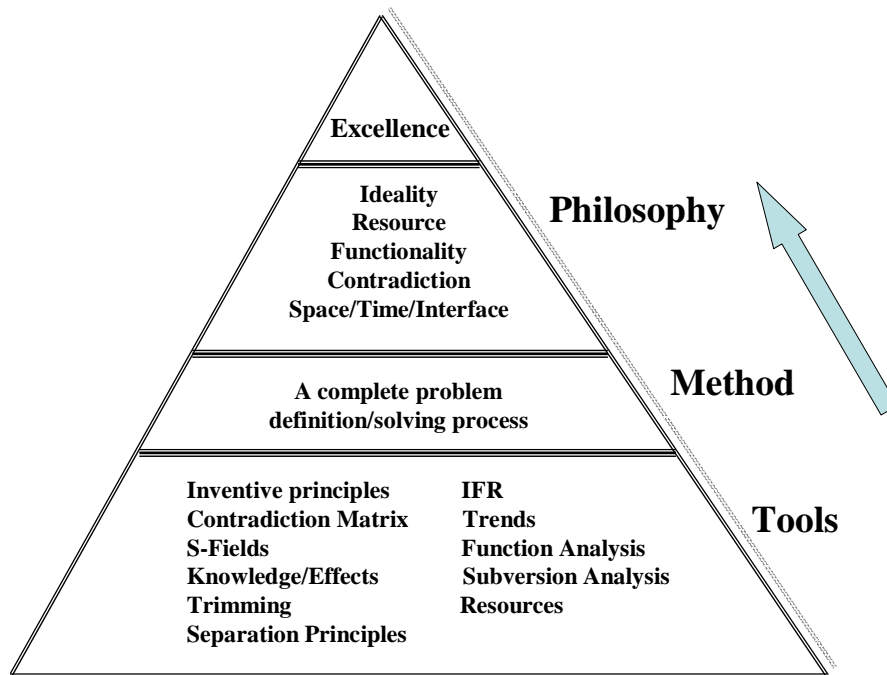 Excellence
Ideality
Resource
Functionality
Contradiction
Space/Time/Interface
Philosophy
A complete problem
definition/solving process
Method
Inventive principles
Contradiction Matrix
S-Fields
Knowledge/Effects
Trimming
Separation Principles
IFR
Trends
Function Analysis
Subversion Analysis
Resources
Tools